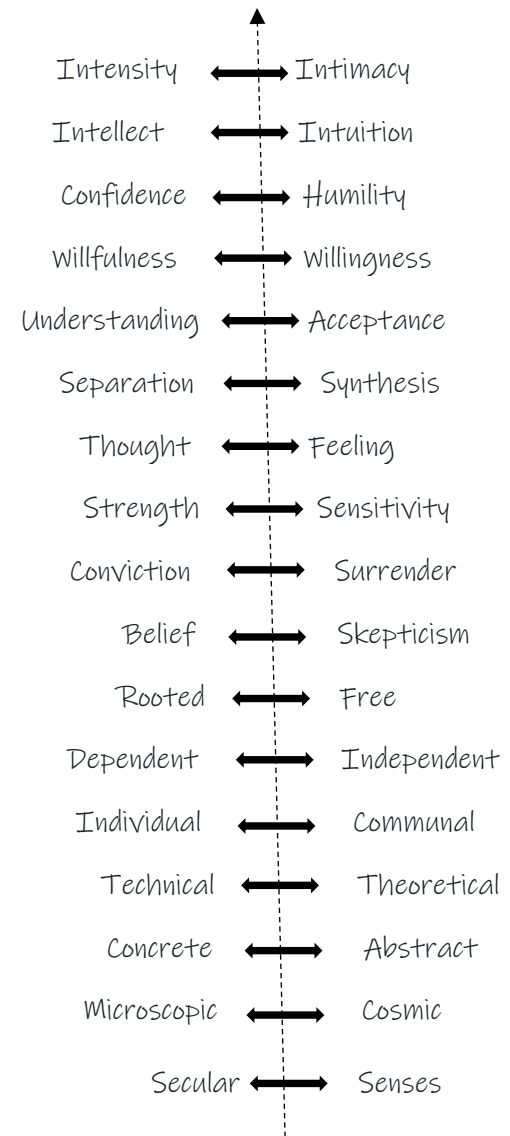 Intensity Intimacy
Intellect Intuition
Confidence Humility
Willfulness Willingness
Understanding Acceptance
Separation Synthesis
Thought Feeling
Strength Sensitivity
Conviction Surrender
Belief Skepticism
Rooted Free
Dependent Independent
Individual Communal
Technical Theoretical
Concrete Abstract
Microscopic Cosmic
Secular Senses